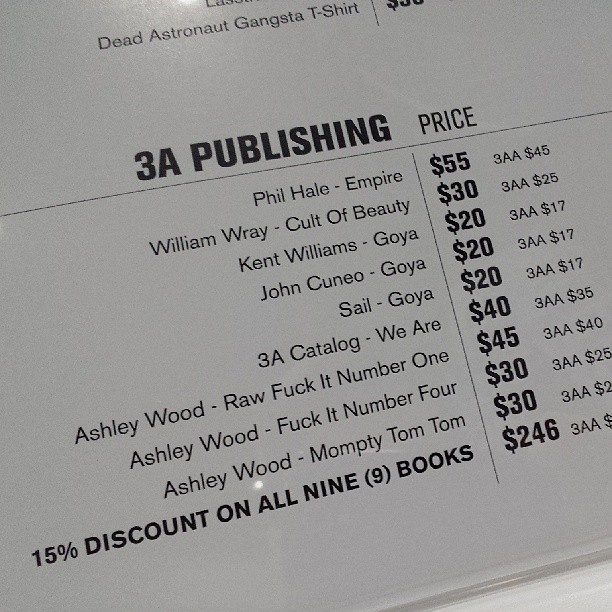 Dead Astronaut Gangsta T-Shirt
3A PUBLISHING PRICE
Phil Hale - Empire $55 3AA $45
William Wray - Cult Of Beauty $30 3AA $25
Kent Williams - Goya $20 3AA $17
John Cuneo - Goya $20 3AA $17
Sail - Goya $20 3AA $17
3A Catalog - We Are $40 3AA $35
Ashley Wood - Raw Fuck It Number One $45 3AA $40
Ashley Wood - Fuck It Number Four $30 3AA $25
Ashley Wood - Mompty Tom Tom $30 3AA
15% DISCOUNT ON ALL NINE (9) BOOKS $246 3AA